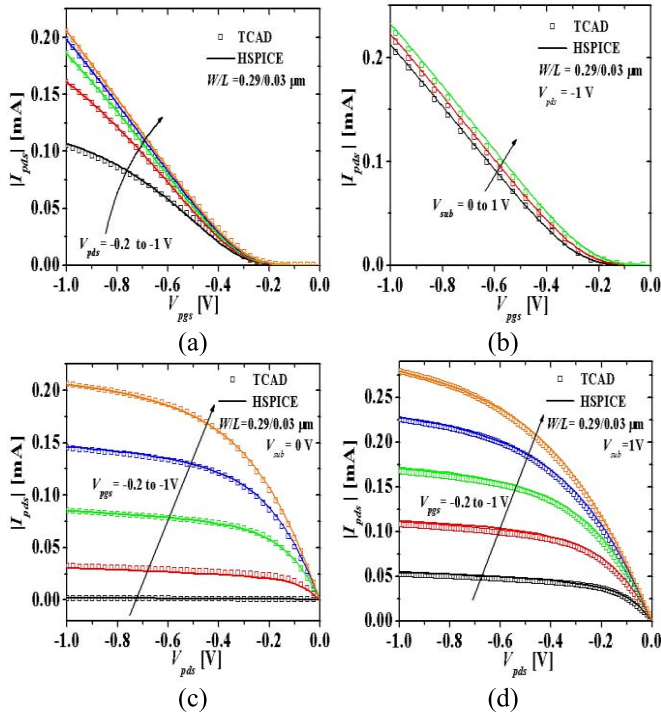 TCAD
HSPICE
W/L =0.29/0.03 µm
V_pds = -0.2 to -1 V
|I_pds| [mA]
0.20
0.15
0.10
0.05
0.00
-1.0 -0.8 -0.6 -0.4 -0.2 0.0
V_pgs [V]
(a)
TCAD
HSPICE
W/L = 0.29/0.03 µm
V_pds = -1 V
V_sub = 0 to 1 V
|I_pds| [mA]
0.2
0.1
0.0
-1.0 -0.8 -0.6 -0.4 -0.2 0.0
V_pgs [V]
(b)
TCAD
HSPICE
W/L=0.29/0.03 µm
V_sub = 0 V
V_pgs = -0.2 to -1V
|I_pds| [mA]
0.20
0.15
0.10
0.05
0.00
-1.0 -0.8 -0.6 -0.4 -0.2 0.0
V_pds [V]
(c)
TCAD
HSPICE
W/L= 0.29/0.03 µm
V_sub =1V
V_pgs = -0.2 to -1 V
|I_pds| [mA]
0.25
0.20
0.15
0.10
0.05
0.00
-1.0 -0.8 -0.6 -0.4 -0.2 0.0
V_pds [V]
(d)